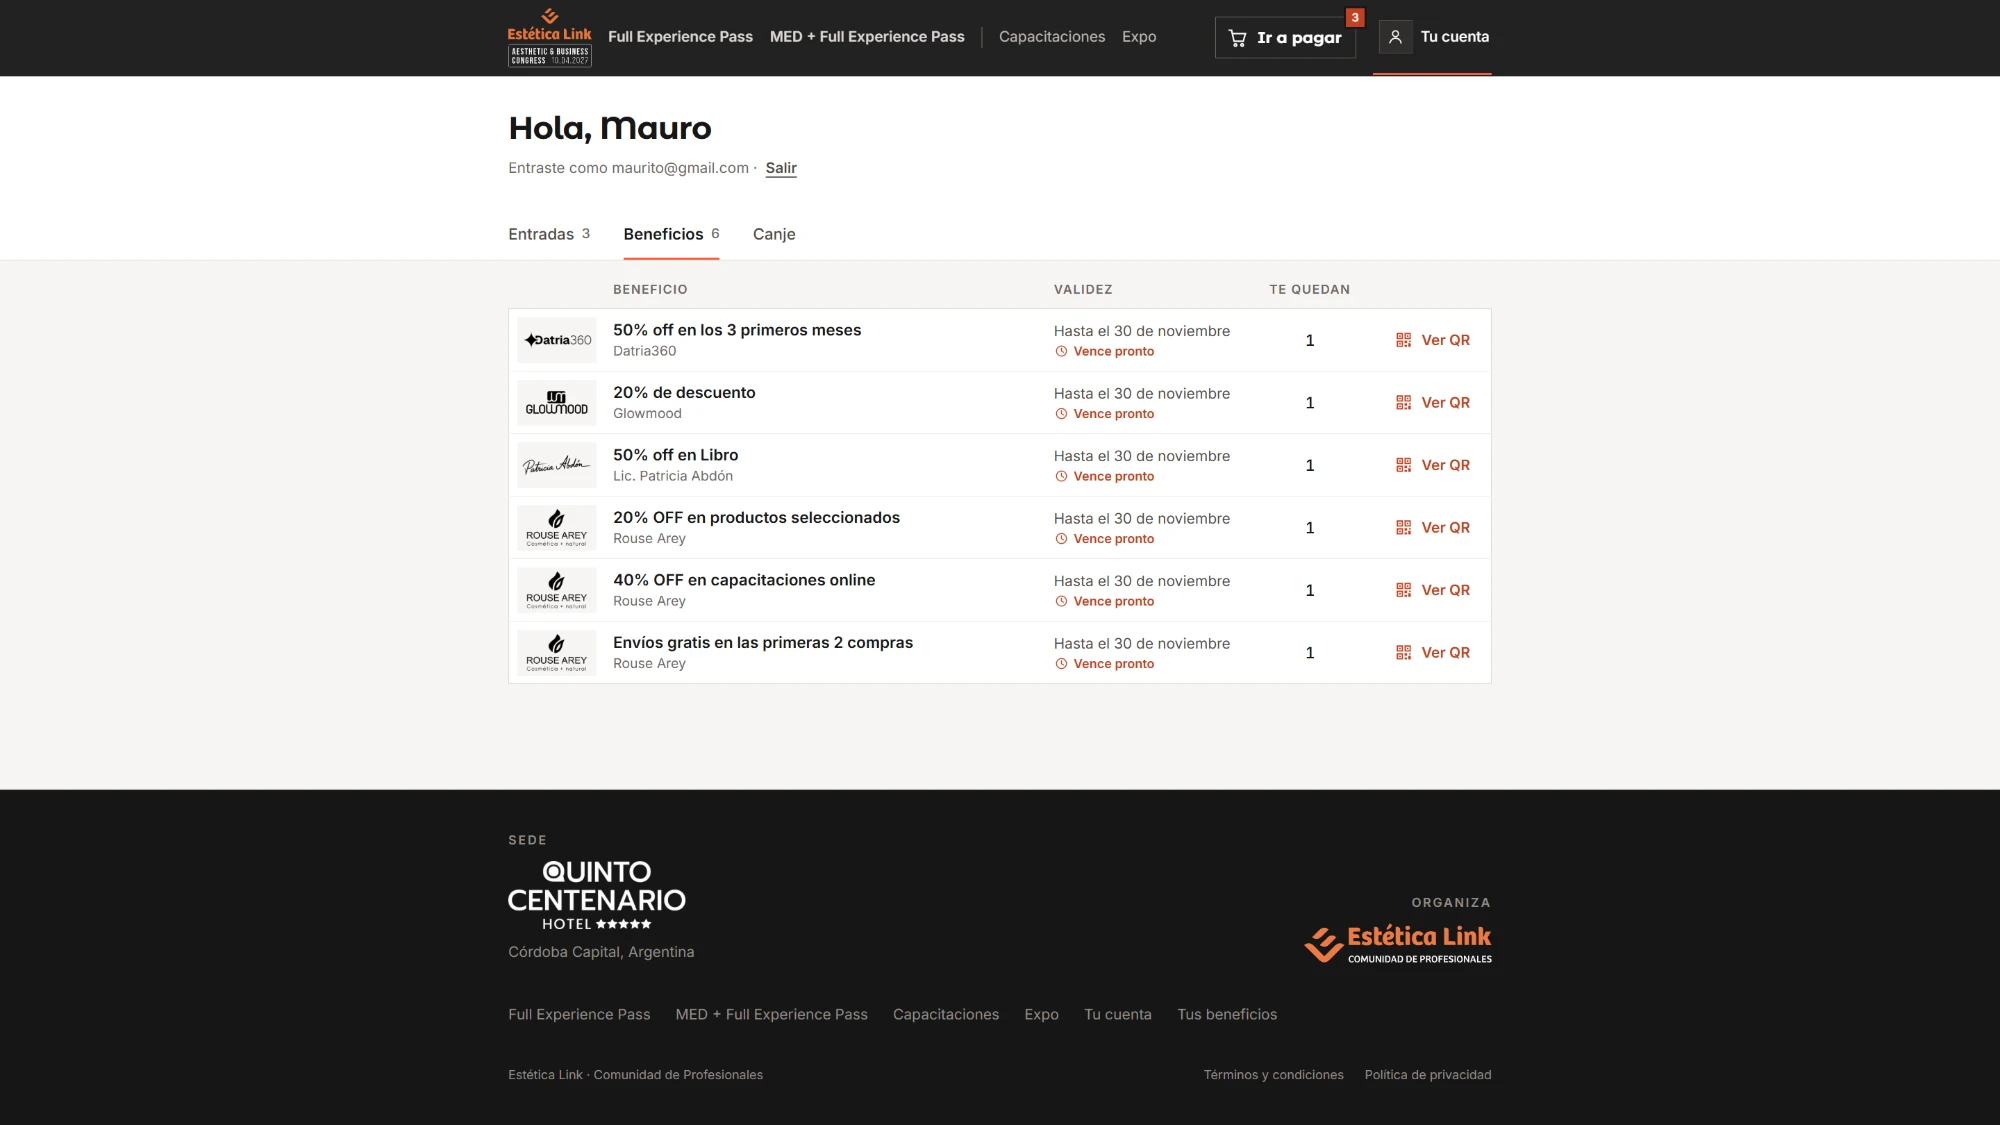 Estética Link
AESTHETIC & BUSINESS
CONGRESS 10.04.2027
Full Experience Pass
MED + Full Experience Pass
Capacitaciones
Expo
Ir a pagar
3
Tu cuenta
Hola, Mauro
Entraste como maurito@gmail.com · Salir
Entradas 3
Beneficios 6
Canje
BENEFICIO
VALIDEZ
TE QUEDAN
Datria360
50% off en los 3 primeros meses
Datria360
Hasta el 30 de noviembre
Vence pronto
1
Ver QR
GLOWMOOD
20% de descuento
Glowmood
Hasta el 30 de noviembre
Vence pronto
1
Ver QR
Patricia Abdón
50% off en Libro
Lic. Patricia Abdón
Hasta el 30 de noviembre
Vence pronto
1
Ver QR
ROUSE AREY
Cosmética + natural
20% OFF en productos seleccionados
Rouse Arey
Hasta el 30 de noviembre
Vence pronto
1
Ver QR
ROUSE AREY
Cosmética + natural
40% OFF en capacitaciones online
Rouse Arey
Hasta el 30 de noviembre
Vence pronto
1
Ver QR
ROUSE AREY
Cosmética + natural
Envíos gratis en las primeras 2 compras
Rouse Arey
Hasta el 30 de noviembre
Vence pronto
1
Ver QR
SEDE
QUINTO
CENTENARIO
HOTEL ★★★★★
Córdoba Capital, Argentina
ORGANIZA
Estética Link
COMUNIDAD DE PROFESIONALES
Full Experience Pass
MED + Full Experience Pass
Capacitaciones
Expo
Tu cuenta
Tus beneficios
Estética Link · Comunidad de Profesionales
Términos y condiciones
Política de privacidad